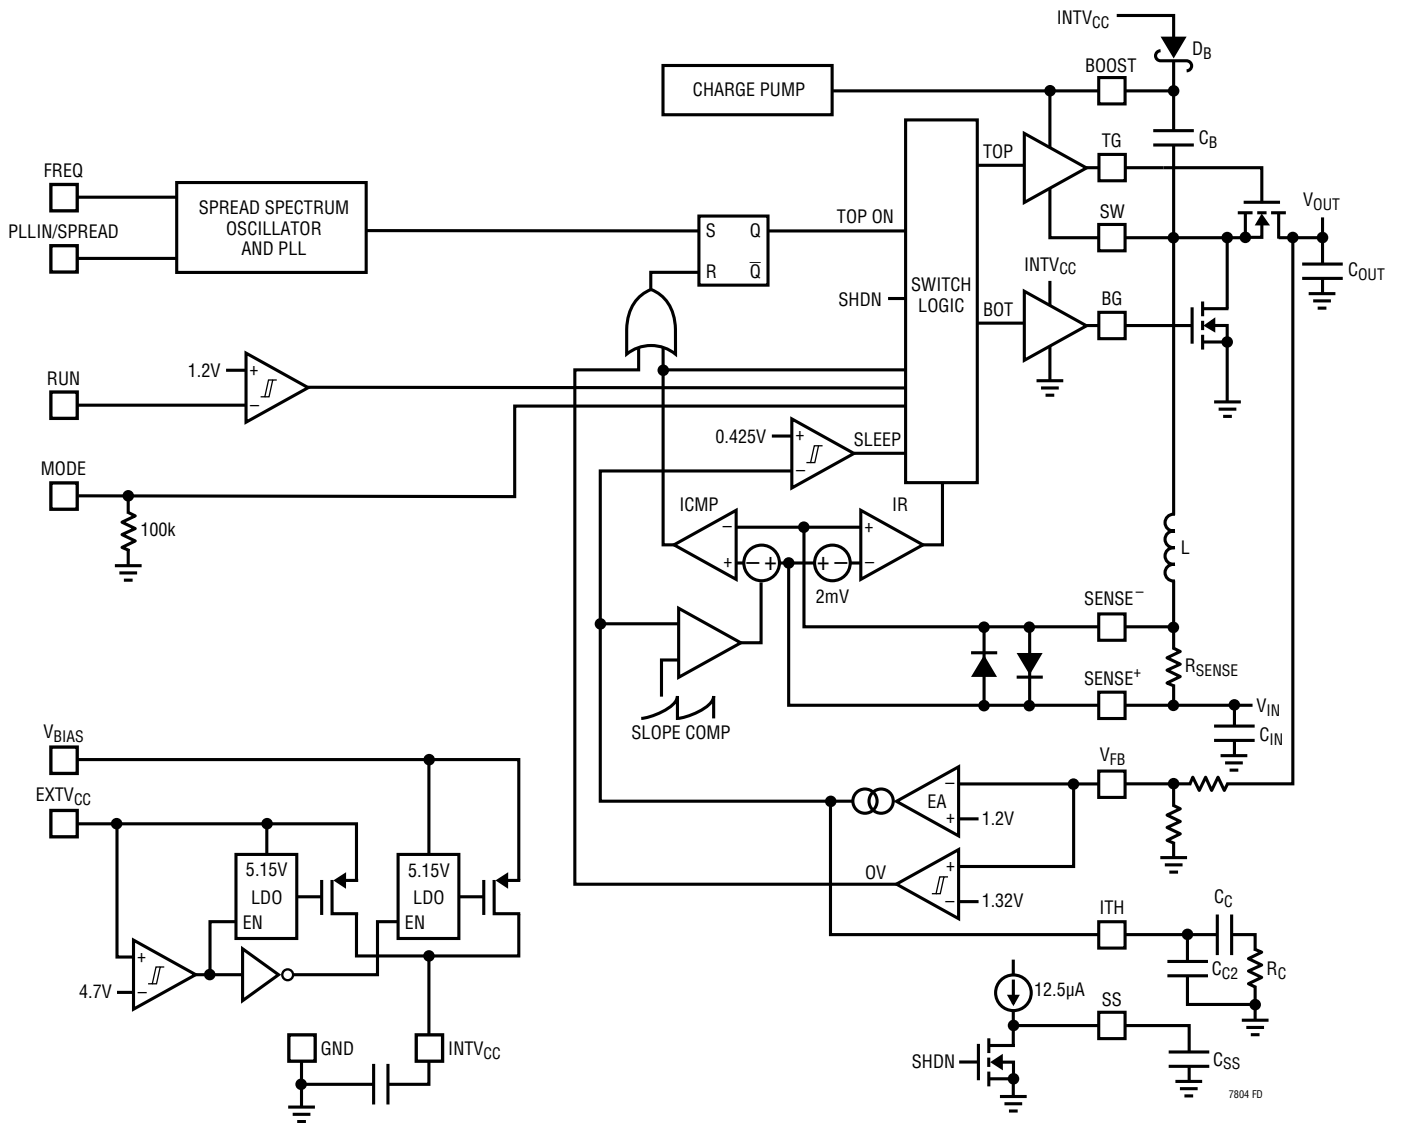 INTVCC
DB
BOOST
CHARGE PUMP
CB
TG
TOP
FREQ
SPREAD SPECTRUM
OSCILLATOR
AND PLL
PLLIN/SPREAD
S Q
R Q̅
TOP ON
SHDN
SWITCH
LOGIC
SW
VOUT
COUT
INTVCC
BOT
BG
RUN
1.2V
+
−
MODE
100k
0.425V
+
−
SLEEP
ICMP
−
+
− +
+ −
2mV
IR
+
−
L
SENSE−
RSENSE
SENSE+
VIN
CIN
SLOPE COMP
VBIAS
EXTVCC
5.15V
LDO
EN
5.15V
LDO
EN
+
−
4.7V
GND
INTVCC
VFB
EA
−
+
1.2V
OV
+
−
1.32V
ITH
CC
CC2
RC
12.5µA
SS
SHDN
CSS
7804 FD